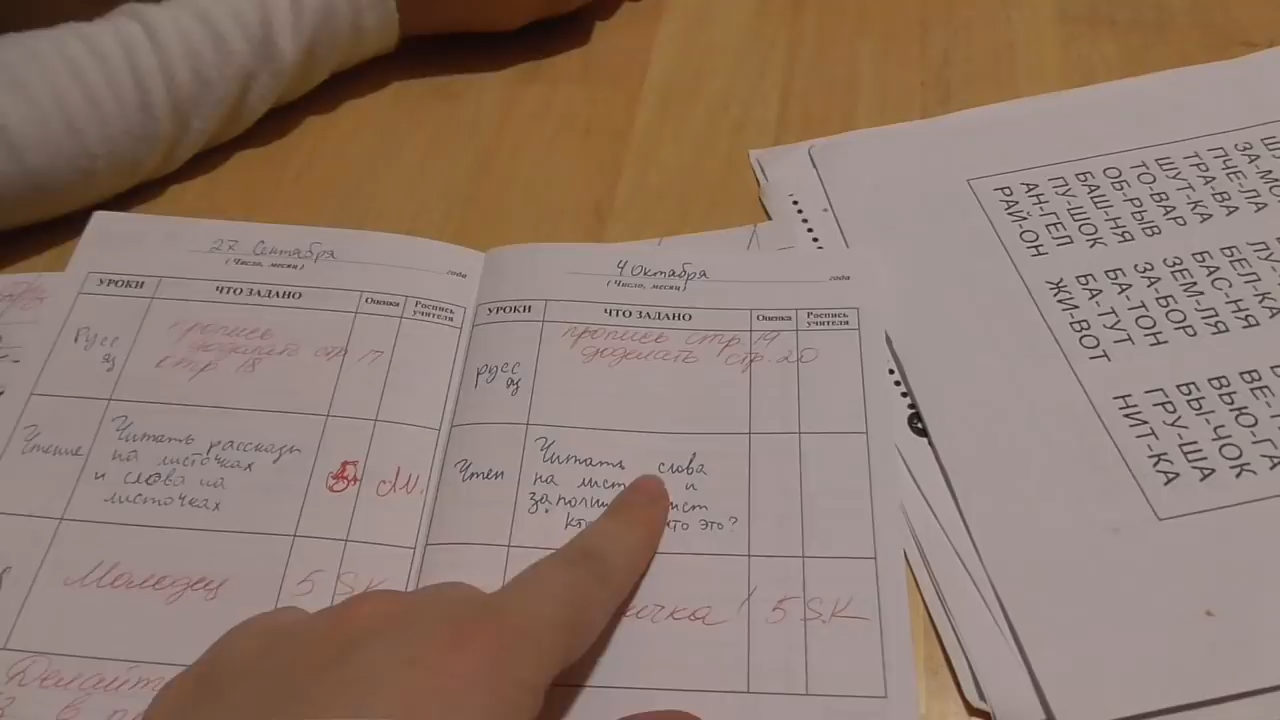 27 Сентября
(Число, месяц)
года
УРОКИ ЧТО ЗАДАНО Оценка Роспись учителя
Русс яз
пропись
доделать стр 17
стр 18
Чтение
Читать рассказы
на листочках
и слова на
листочках
Молодец 5 S.K
Делайте
4 Октября
(Число, месяц)
года
УРОКИ ЧТО ЗАДАНО Оценка Роспись учителя
русс яз
пропись стр. 19
доделать стр. 20
Чтен
Читать слова
на и
это?
5 S.K
ЗА-МО
ПЧЕ-ЛА
ТРА-ВА
ШУТ-КА
ТО-ВАР
ОБ-РЫВ
БАШ-НЯ
ПУ-ШОК
АН-ГЕЛ
РАЙ-ОН
БЕЛ-КА
БАС-НЯ
ЗЕМ-ЛЯ
ЗА-БОР
БА-ТОН
БА-ТУТ
ЖИ-ВОТ
ВЬЮ-ГА
БЫ-ЧОК
ГРУ-ША
НИТ-КА